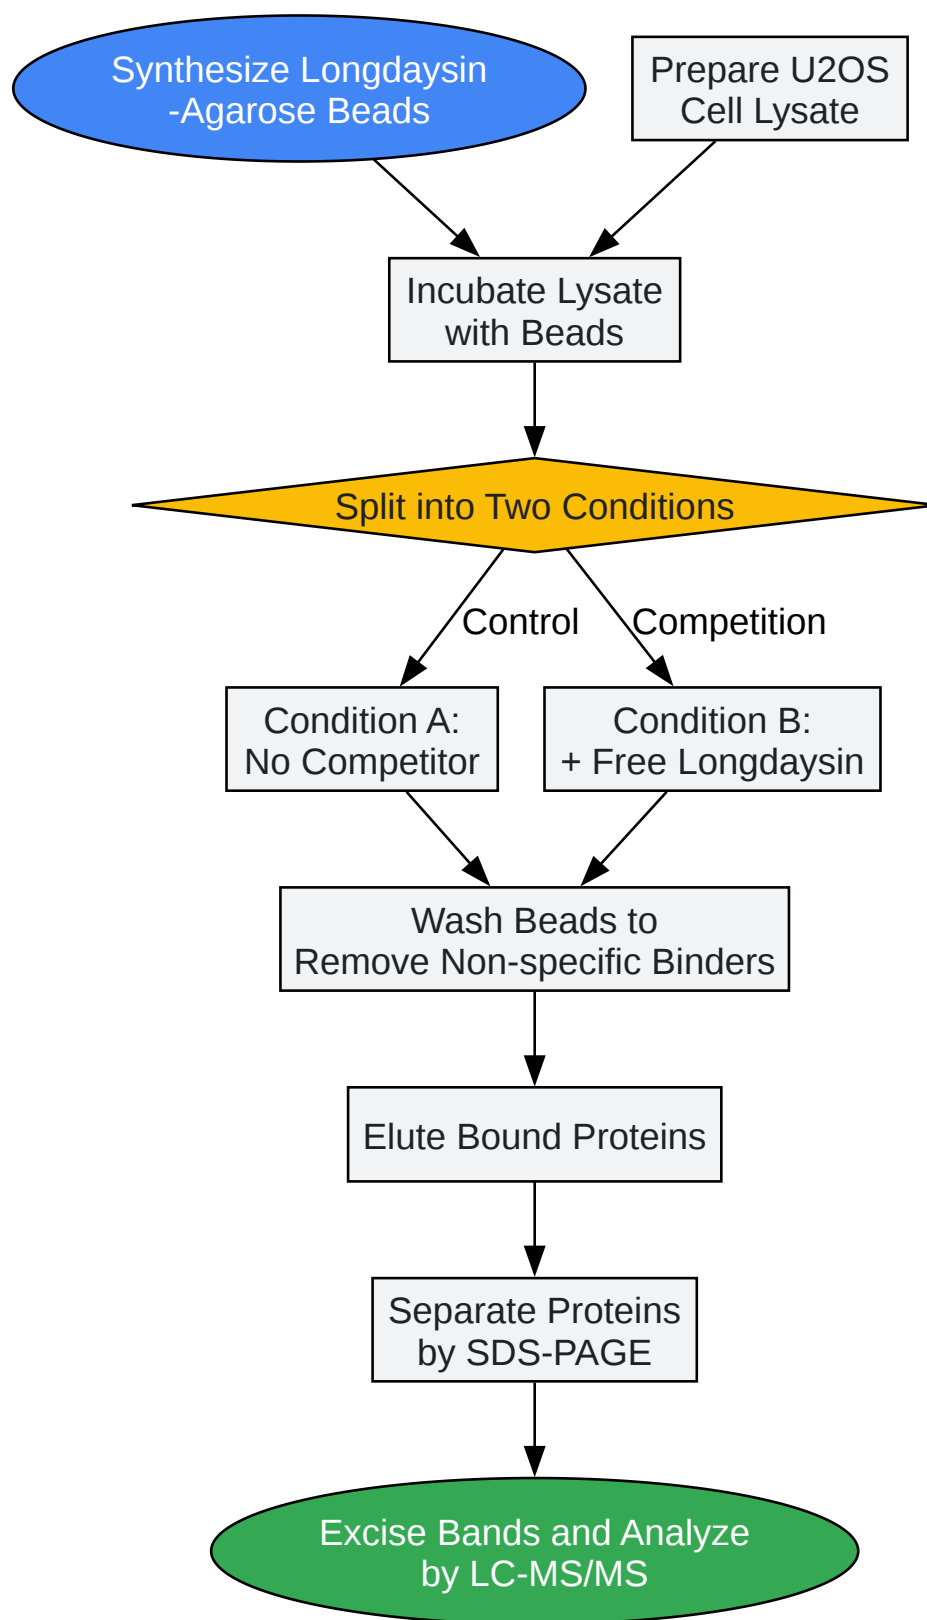 Synthesize Longdaysin
-Agarose Beads
Prepare U2OS
Cell Lysate
Incubate Lysate
with Beads
Split into Two Conditions
Control
Competition
Condition A:
No Competitor
Condition B:
+ Free Longdaysin
Wash Beads to
Remove Non-specific Binders
Elute Bound Proteins
Separate Proteins
by SDS-PAGE
Excise Bands and Analyze
by LC-MS/MS